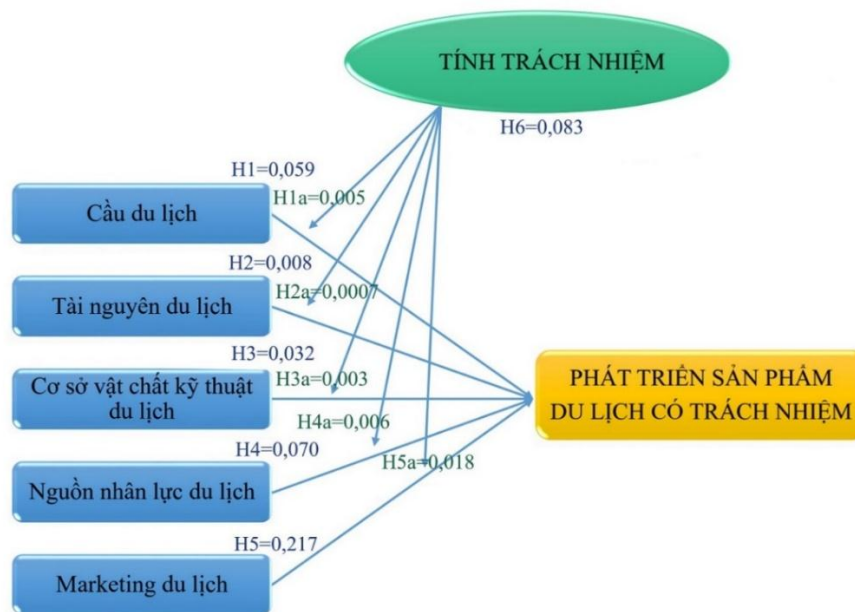 TÍNH TRÁCH NHIỆM
H6=0,083
H1=0,059
H1a=0,005
Cầu du lịch
H2=0,008
H2a=0,0007
Tài nguyên du lịch
H3=0,032
H3a=0,003
Cơ sở vật chất kỹ thuật
du lịch
PHÁT TRIỂN SẢN PHẨM
DU LỊCH CÓ TRÁCH NHIỆM
H4a=0,006
H4=0,070
H5a=0,018
Nguồn nhân lực du lịch
H5=0,217
Marketing du lịch